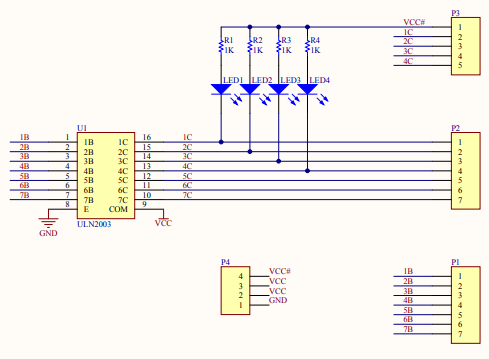 P3
VCC# 1
1C 2
2C 3
3C 4
4C 5
R1 R2 R3 R4
1K 1K 1K 1K
LED1 LED2 LED3 LED4
U1 P2
1B 1 1B 1C 16 1C 1
2B 2 2B 2C 15 2C 2
3B 3 3B 3C 14 3C 3
4B 4 4B 4C 13 4C 4
5B 5 5B 5C 12 5C 5
6B 6 6B 6C 11 6C 6
7B 7 7B 7C 10 7C 7
8 E COM 9
GND ULN2003 VCC
P4 P1
4 VCC# 1B 1
3 VCC 2B 2
2 VCC 3B 3
1 GND 4B 4
5B 5
6B 6
7B 7